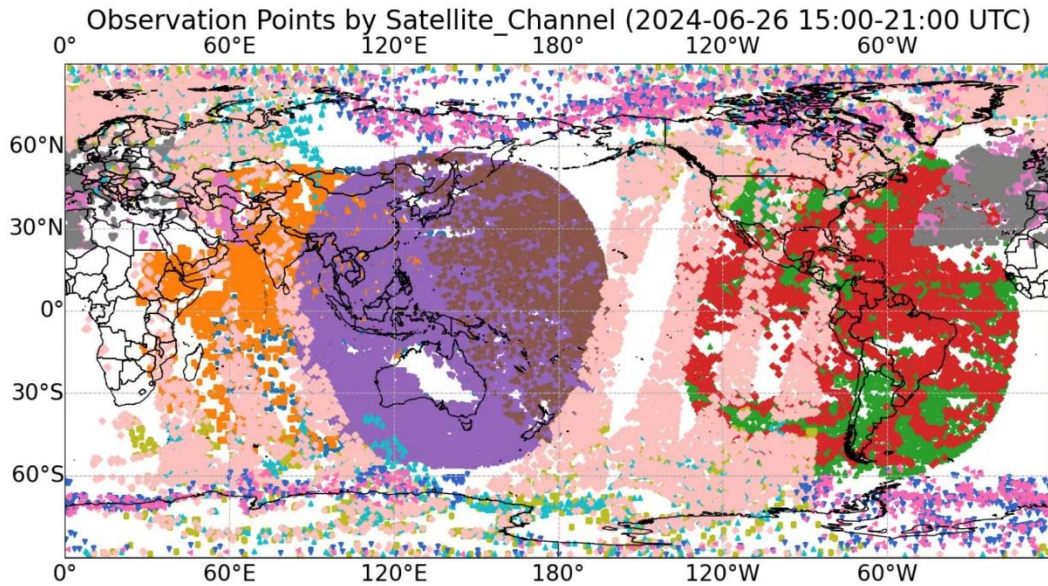 Observation Points by Satellite_Channel (2024-06-26 15:00-21:00 UTC)
0° 60°E 120°E 180° 120°W 60°W
60°N
30°N
0°
30°S
60°S
0° 60°E 120°E 180° 120°W 60°W